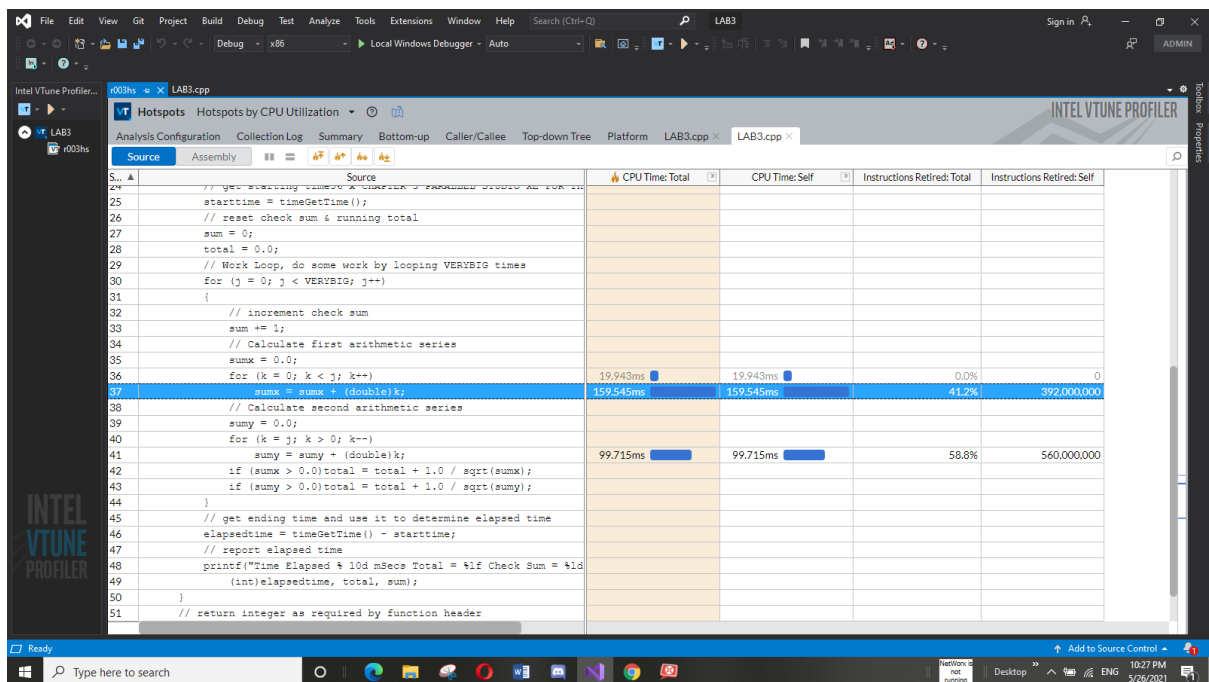 File Edit View Git Project Build Debug Test Analyze Tools Extensions Window Help Search (Ctrl+Q) LAB3 Sign in
Debug x86 Local Windows Debugger Auto ADMIN
Intel VTune Profiler... r003hs LAB3.cpp Toolbox
VT Hotspots Hotspots by CPU Utilization INTEL VTUNE PROFILER Properties
LAB3 Analysis Configuration Collection Log Summary Bottom-up Caller/Callee Top-down Tree Platform LAB3.cpp LAB3.cpp
r003hs Source Assembly
S... Source CPU Time: Total CPU Time: Self Instructions Retired: Total Instructions Retired: Self
24
25 starttime = timeGetTime();
26 // reset check sum & running total
27 sum = 0;
28 total = 0.0;
29 // Work Loop, do some work by looping VERYBIG times
30 for (j = 0; j < VERYBIG; j++)
31 {
32 // increment check sum
33 sum += 1;
34 // Calculate first arithmetic series
35 sumx = 0.0;
36 for (k = 0; k < j; k++) 19.943ms 19.943ms 0.0% 0
37 sumx = sumx + (double)k; 159.545ms 159.545ms 41.2% 392,000,000
38 // Calculate second arithmetic series
39 sumy = 0.0;
40 for (k = j; k > 0; k--)
41 sumy = sumy + (double)k; 99.715ms 99.715ms 58.8% 560,000,000
42 if (sumx > 0.0)total = total + 1.0 / sqrt(sumx);
43 if (sumy > 0.0)total = total + 1.0 / sqrt(sumy);
44 }
45 // get ending time and use it to determine elapsed time
46 elapsedtime = timeGetTime() - starttime;
47 // report elapsed time
48 printf("Time Elapsed % 10d mSecs Total = %lf Check Sum = %ld
49 (int)elapsedtime, total, sum);
50 }
51 // return integer as required by function header
INTEL
VTUNE
PROFILER
Ready Add to Source Control
Type here to search NetWorx is not running Desktop ENG 10:27 PM
5/26/2021